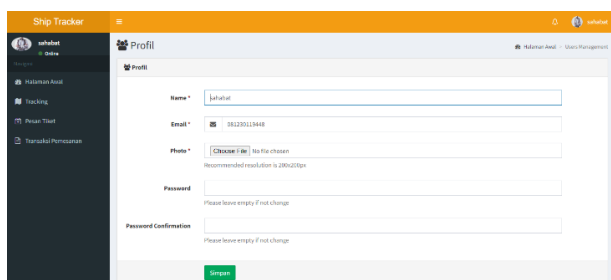 Ship Tracker
sahabat
sahabat
Online
Profil
Halaman Awal
Users Management
Profil
Halaman Awal
Tracking
Pesan Tiket
Transaksi Pemesanan
Name *
sahabat
Email *
Photo *
Choose File No file chosen
Recommended resolution is 200x200px
Password
Please leave empty if not change
Password Confirmation
Please leave empty if not change
Simpan